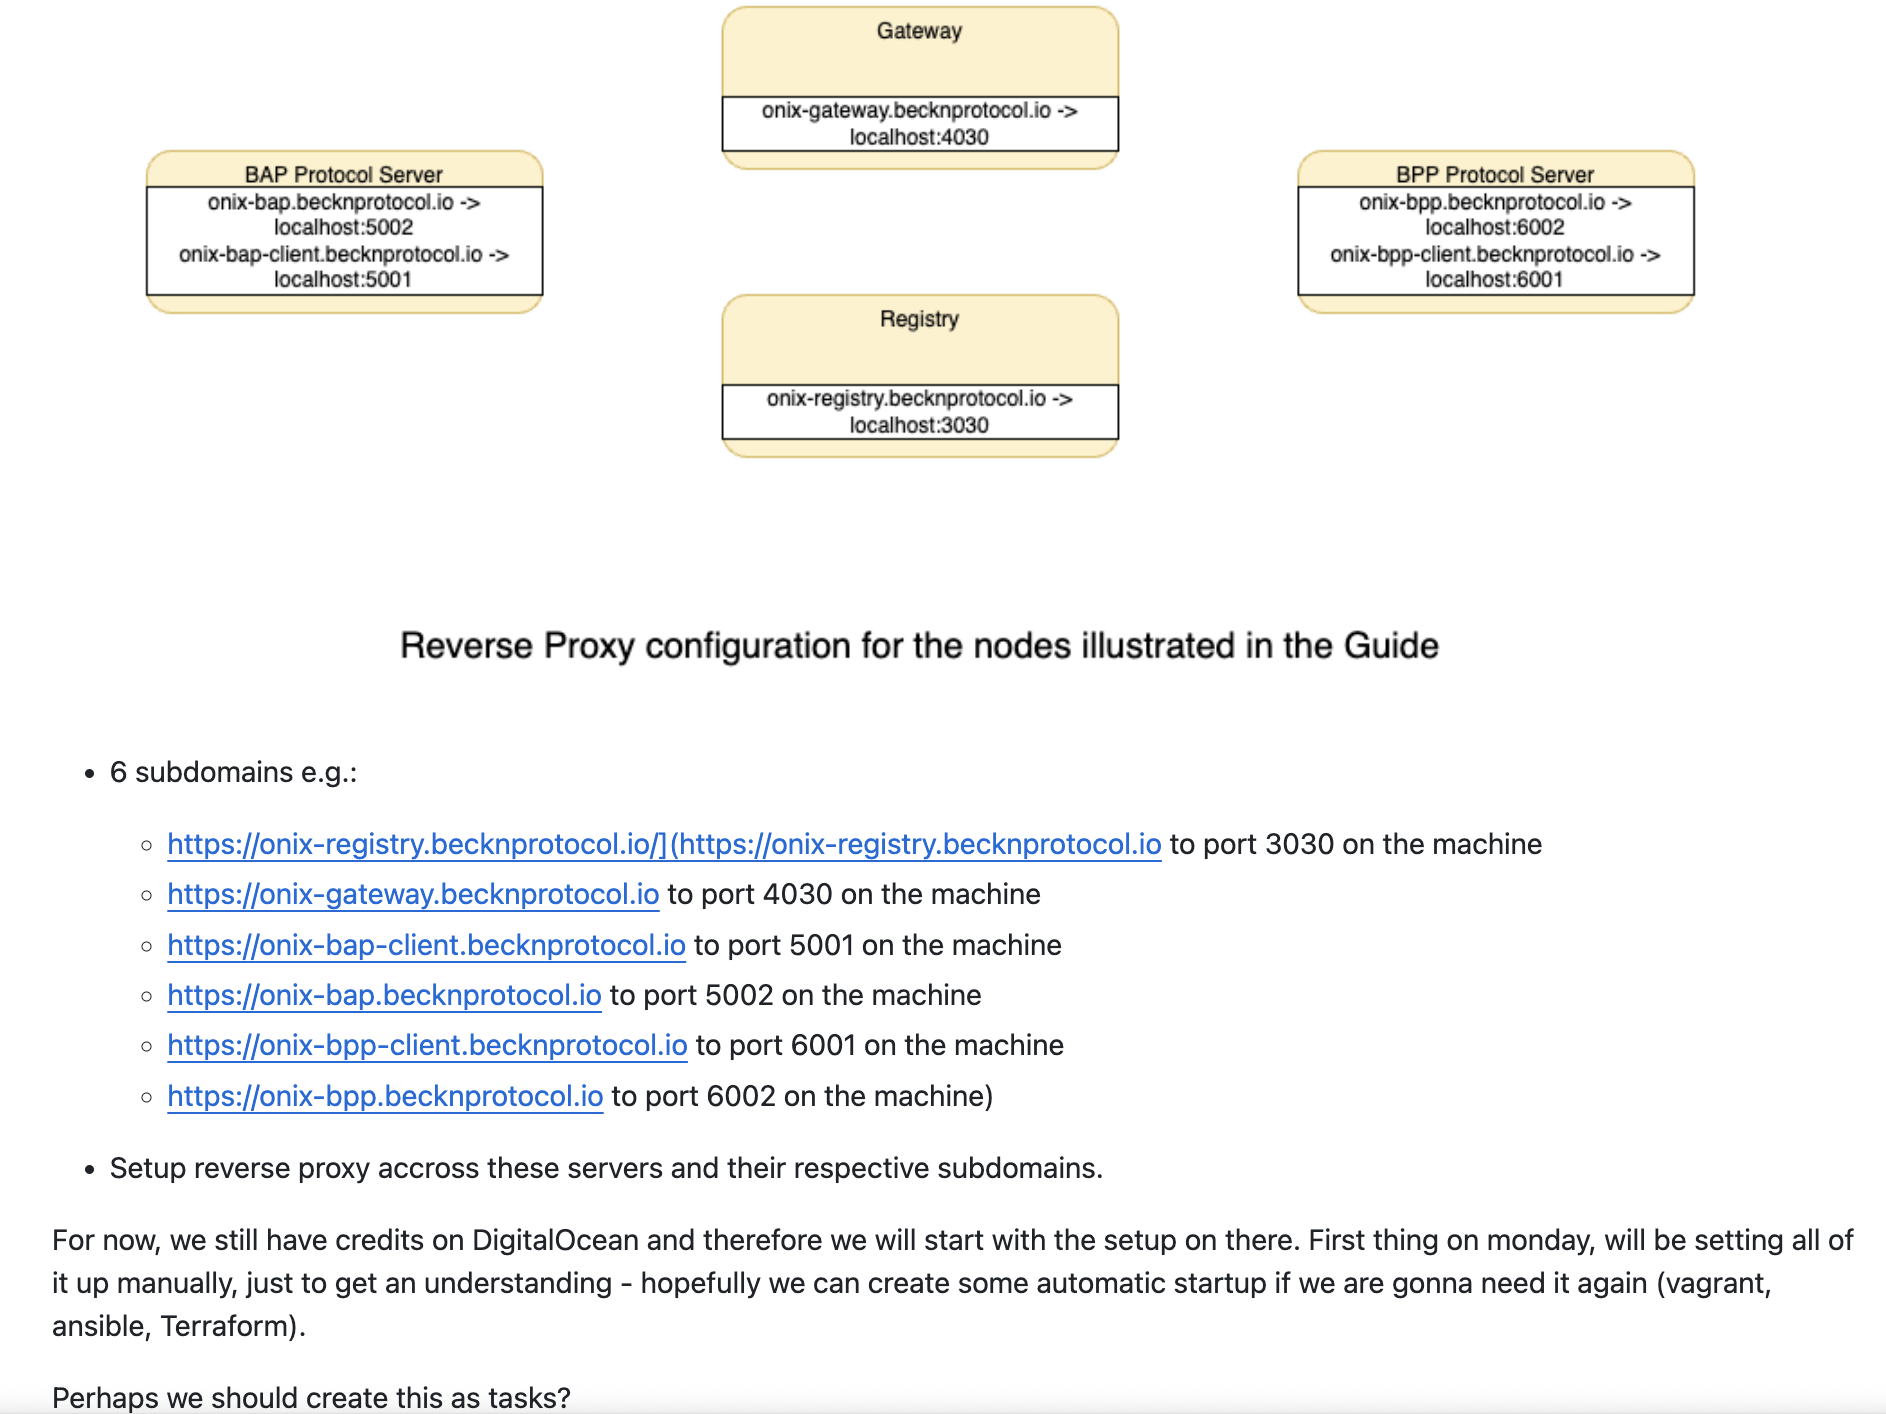 Gateway
onix-gateway.becknprotocol.io ->
localhost:4030
BAP Protocol Server
onix-bap.becknprotocol.io ->
localhost:5002
onix-bap-client.becknprotocol.io ->
localhost:5001
BPP Protocol Server
onix-bpp.becknprotocol.io ->
localhost:6002
onix-bpp-client.becknprotocol.io ->
localhost:6001
Registry
onix-registry.becknprotocol.io ->
localhost:3030
Reverse Proxy configuration for the nodes illustrated in the Guide
• 6 subdomains e.g.:
◦ https://onix-registry.becknprotocol.io/](https://onix-registry.becknprotocol.io to port 3030 on the machine
◦ https://onix-gateway.becknprotocol.io to port 4030 on the machine
◦ https://onix-bap-client.becknprotocol.io to port 5001 on the machine
◦ https://onix-bap.becknprotocol.io to port 5002 on the machine
◦ https://onix-bpp-client.becknprotocol.io to port 6001 on the machine
◦ https://onix-bpp.becknprotocol.io to port 6002 on the machine)
• Setup reverse proxy accross these servers and their respective subdomains.
For now, we still have credits on DigitalOcean and therefore we will start with the setup on there. First thing on monday, will be setting all of
it up manually, just to get an understanding - hopefully we can create some automatic startup if we are gonna need it again (vagrant,
ansible, Terraform).
Perhaps we should create this as tasks?